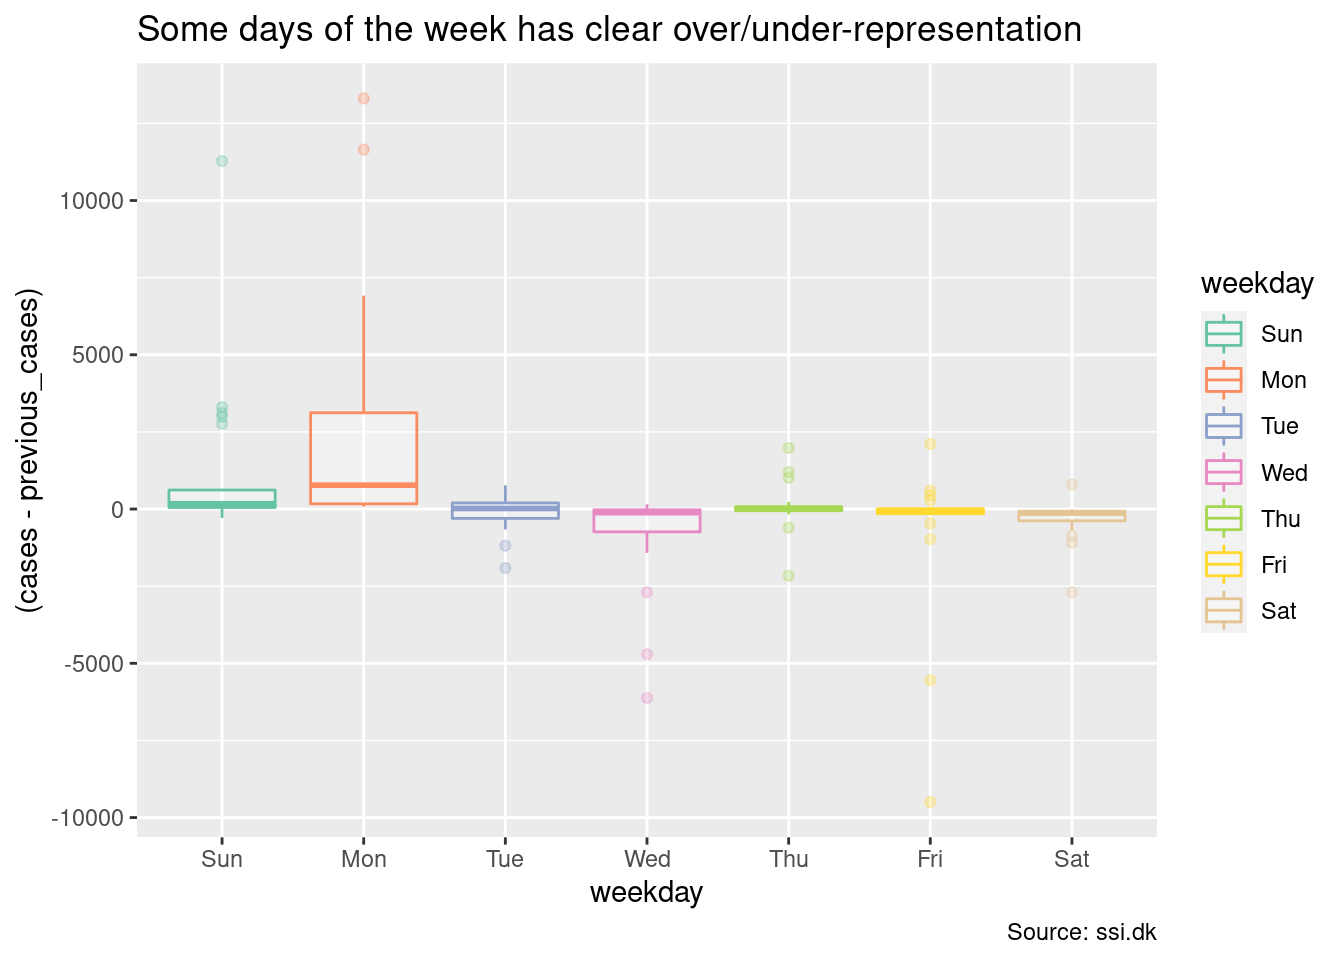 Some days of the week has clear over/under-representation
(cases - previous_cases)
10000
5000
0
-5000
-10000
Sun Mon Tue Wed Thu Fri Sat
weekday
weekday
Sun
Mon
Tue
Wed
Thu
Fri
Sat
Source: ssi.dk